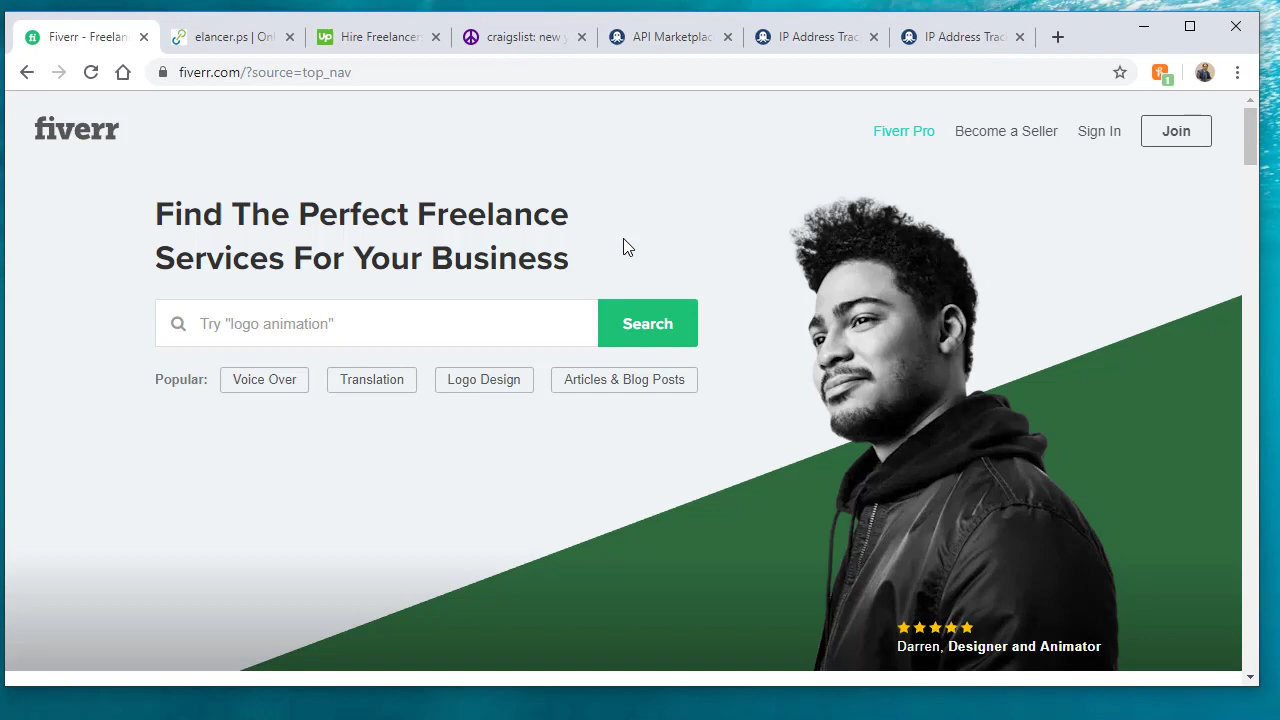 Fiverr - Freelan
elancer.ps | Onl
Hire Freelancer
craigslist: new y
API Marketplac
IP Address Trac
IP Address Trac
fiverr.com/?source=top_nav
fiverr
Fiverr Pro
Become a Seller
Sign In
Join
Find The Perfect Freelance
Services For Your Business
Try "logo animation"
Search
Popular:
Voice Over
Translation
Logo Design
Articles & Blog Posts
Darren, Designer and Animator